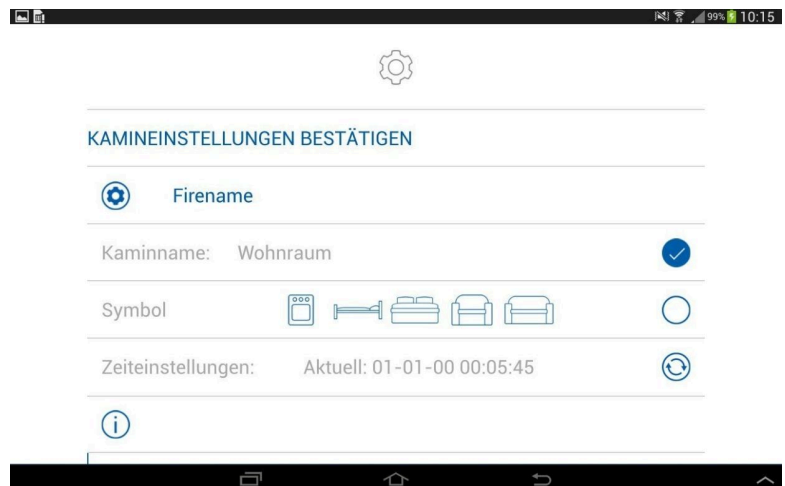 99% 10:15
KAMINEINSTELLUNGEN BESTÄTIGEN
Firename
Kaminname: Wohnraum
Symbol
Zeiteinstellungen: Aktuell: 01-01-00 00:05:45
i